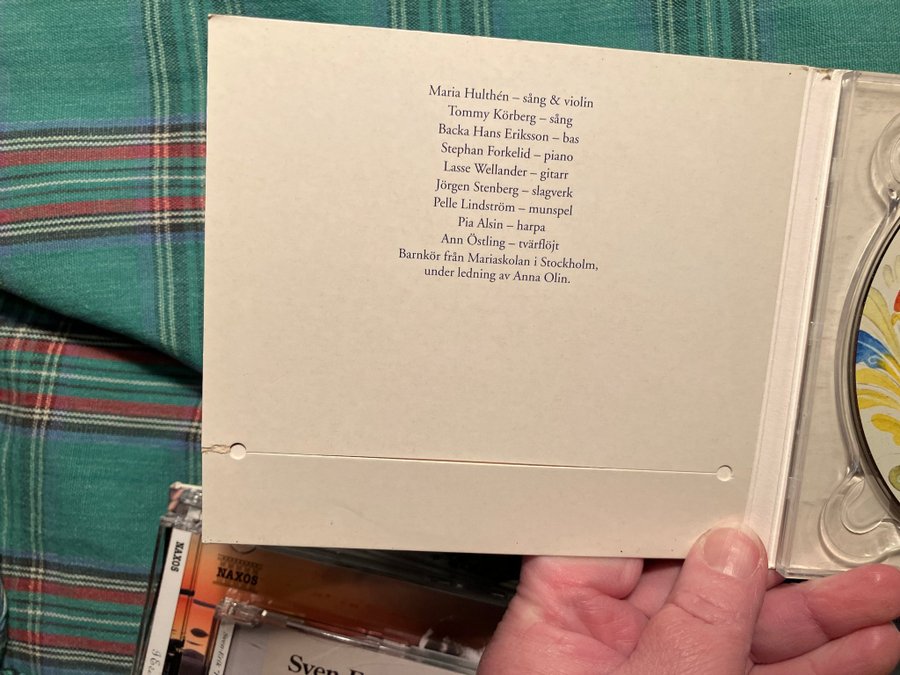 Maria Hulthén – sång & violin
Tommy Körberg – sång
Backa Hans Eriksson – bas
Stephan Forkelid – piano
Lasse Wellander – gitarr
Jörgen Stenberg – slagverk
Pelle Lindström – munspel
Pia Alsin – harpa
Ann Östling – tvärflöjt
Barnkör från Mariaskolan i Stockholm,
under ledning av Anna Olin.
NAXOS
NAXOS
Sven